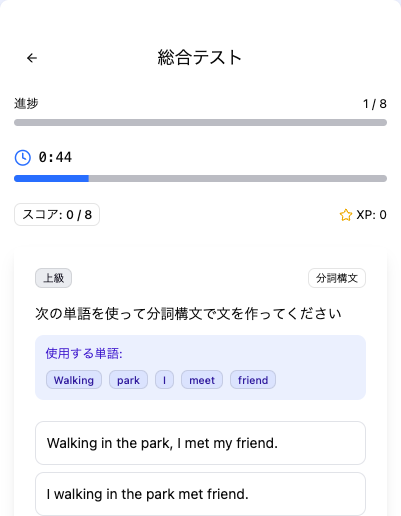 総合テスト
進捗 1 / 8
0:44
スコア: 0 / 8 XP: 0
上級 分詞構文
次の単語を使って分詞構文で文を作ってください
使用する単語:
Walking park I meet friend
Walking in the park, I met my friend.
I walking in the park met friend.